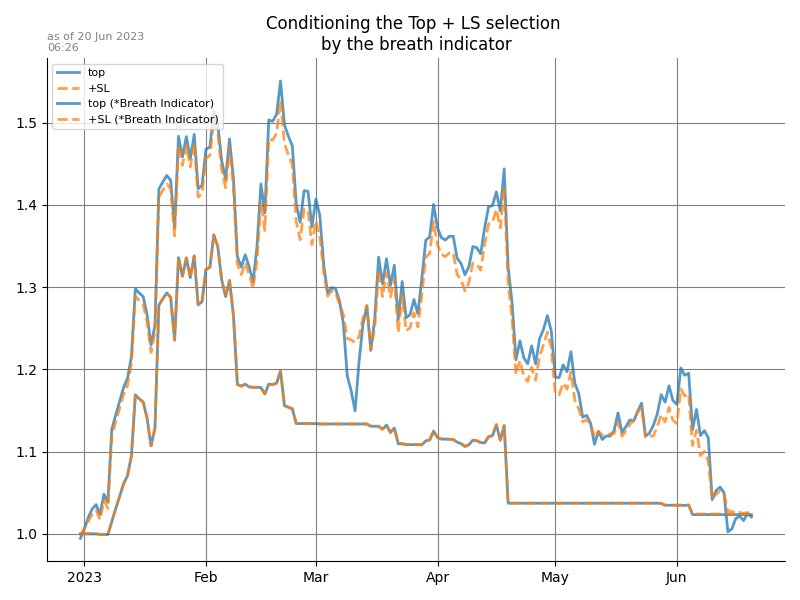 Conditioning the Top + LS selection
by the breath indicator
as of 20 Jun 2023
06:26
top
+SL
top (*Breath Indicator)
+SL (*Breath Indicator)
1.5
1.4
1.3
1.2
1.1
1.0
2023 Feb Mar Apr May Jun